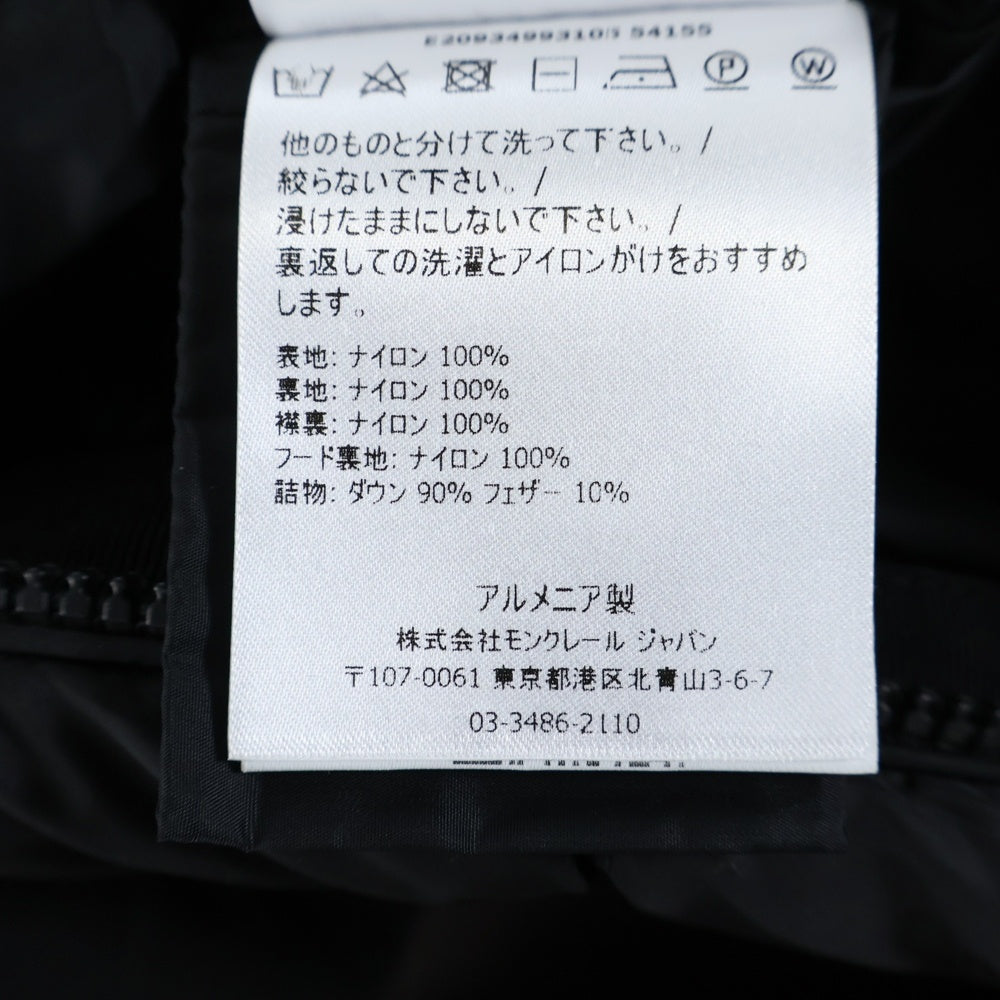 E20934993105 54155
P W
他のものと分けて洗って下さい。/
絞らないで下さい。/
浸けたままにしないで下さい。/
裏返しての洗濯とアイロンがけをおすすめ
します。
表地: ナイロン 100%
裏地: ナイロン 100%
襟裏: ナイロン 100%
フード裏地: ナイロン 100%
詰物: ダウン 90% フェザー 10%
アルメニア製
株式会社モンクレール ジャパン
〒107-0061 東京都港区北青山3-6-7
03-3486-2110